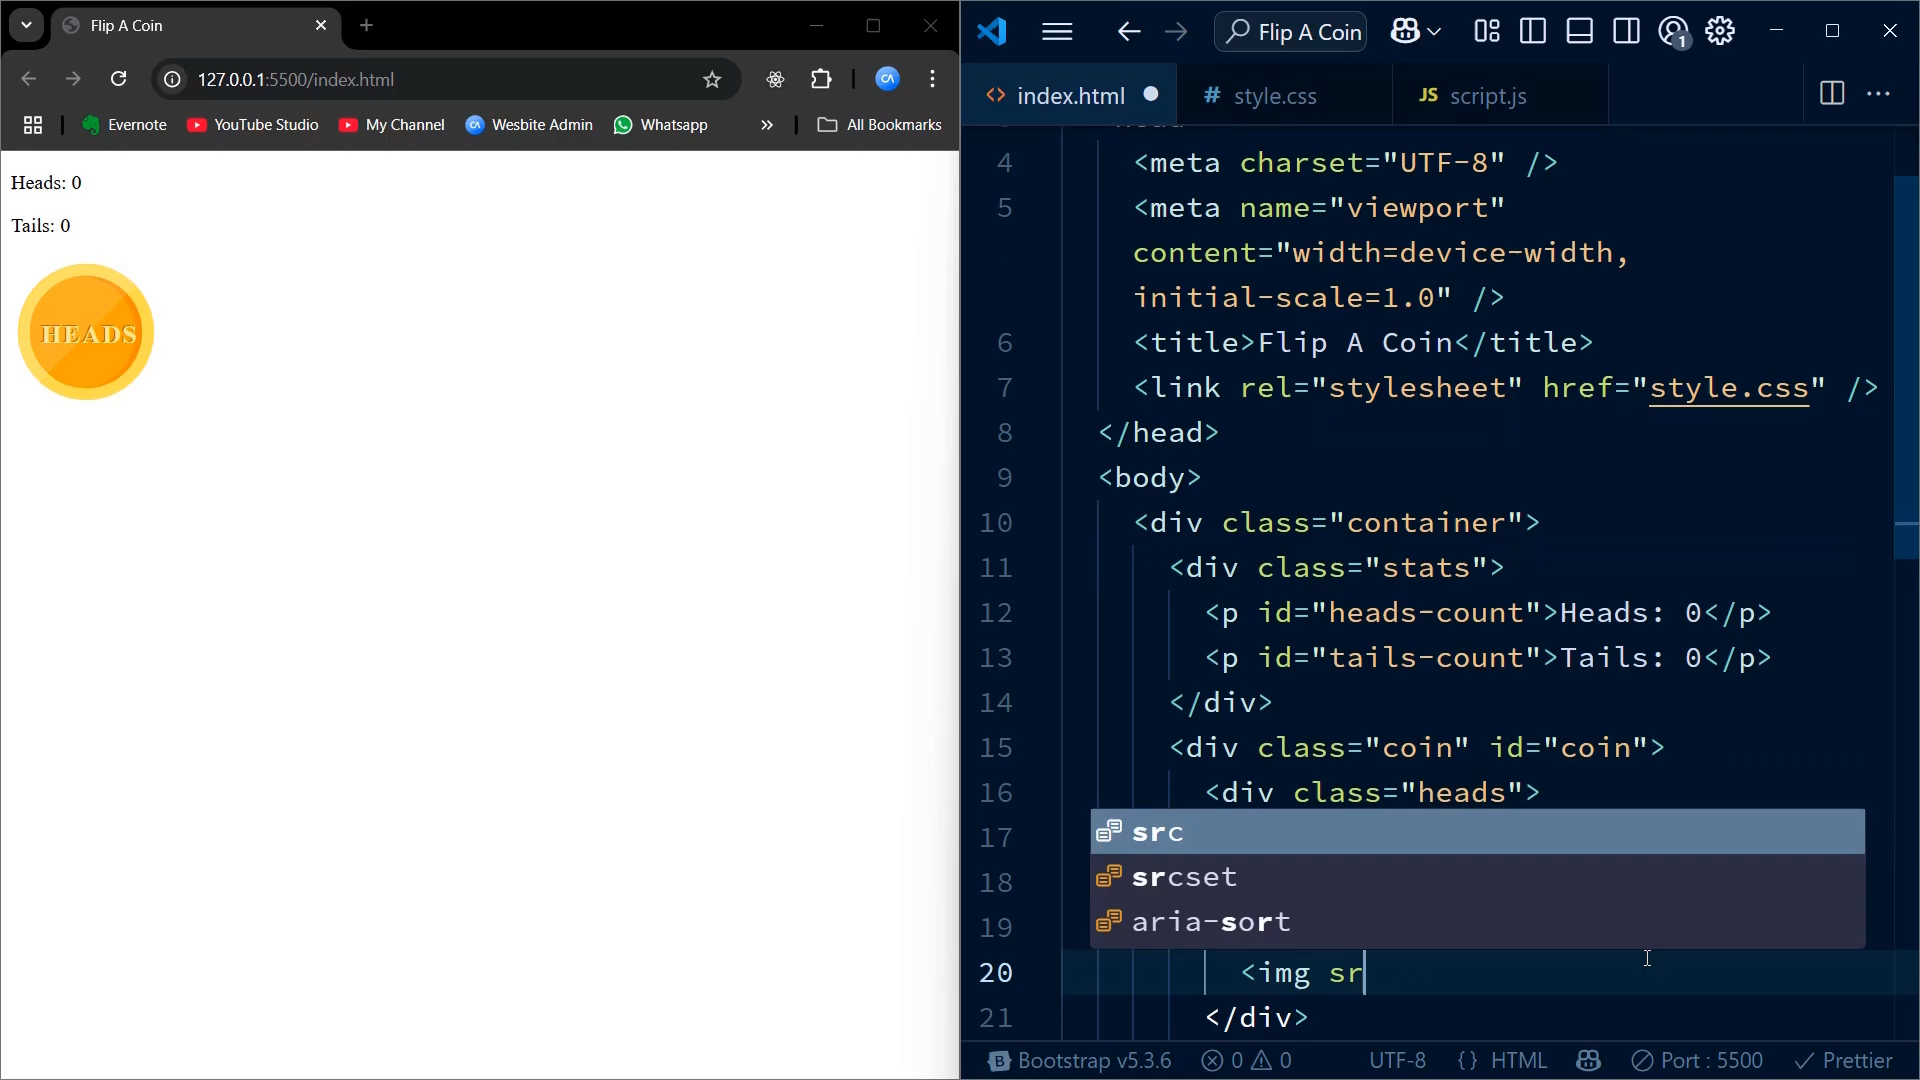 Flip A Coin
127.0.0.1:5500/index.html
CA
Evernote
YouTube Studio
My Channel
CA
Wesbite Admin
Whatsapp
»
All Bookmarks
Heads: 0
Tails: 0
HEADS
Flip A Coin
1
<> index.html
# style.css
JS script.js
4 <meta charset="UTF-8" />
5 <meta name="viewport"
content="width=device-width,
initial-scale=1.0" />
6 <title>Flip A Coin</title>
7 <link rel="stylesheet" href="style.css" />
8 </head>
9 <body>
10 <div class="container">
11 <div class="stats">
12 <p id="heads-count">Heads: 0</p>
13 <p id="tails-count">Tails: 0</p>
14 </div>
15 <div class="coin" id="coin">
16 <div class="heads">
17
src
18
srcset
19
aria-sort
20 <img sr
21 </div>
B Bootstrap v5.3.6
0
0
UTF-8
{} HTML
Port : 5500
Prettier